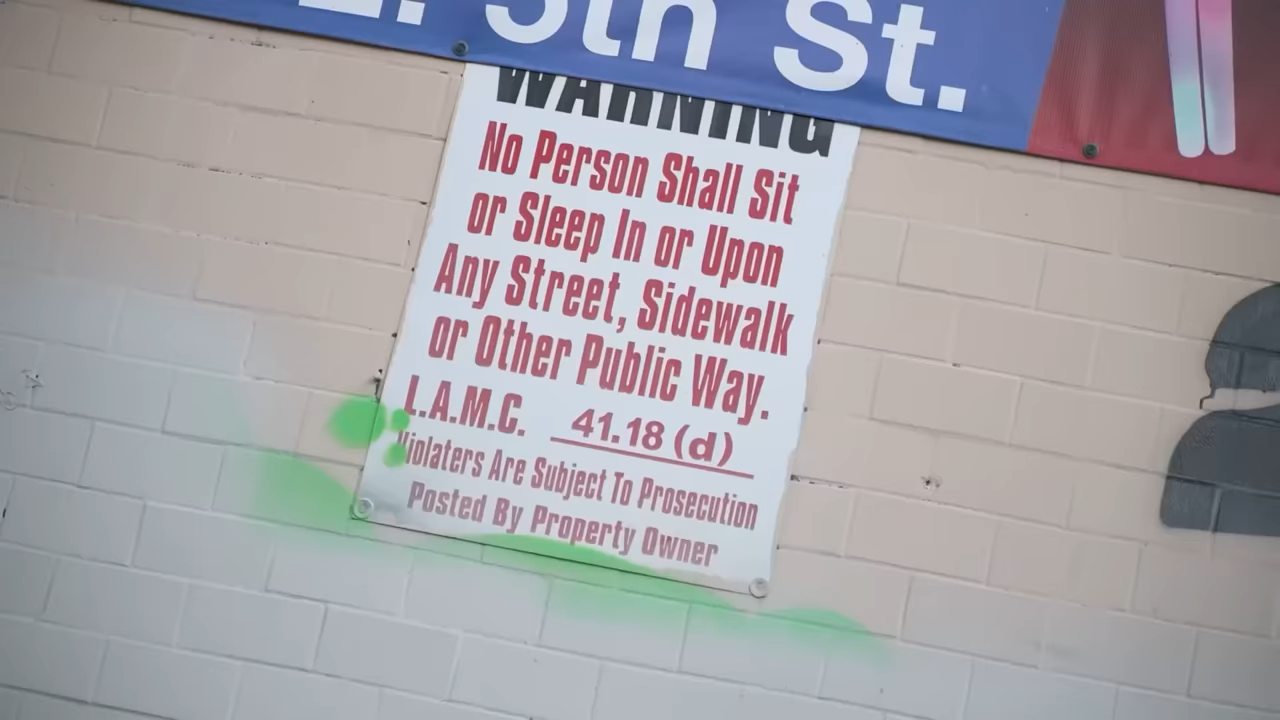 E. 5th St.
WARNING
No Person Shall Sit
or Sleep In or Upon
Any Street, Sidewalk
or Other Public Way.
L.A.M.C. 41.18 (d)
Violaters Are Subject To Prosecution
Posted By Property Owner